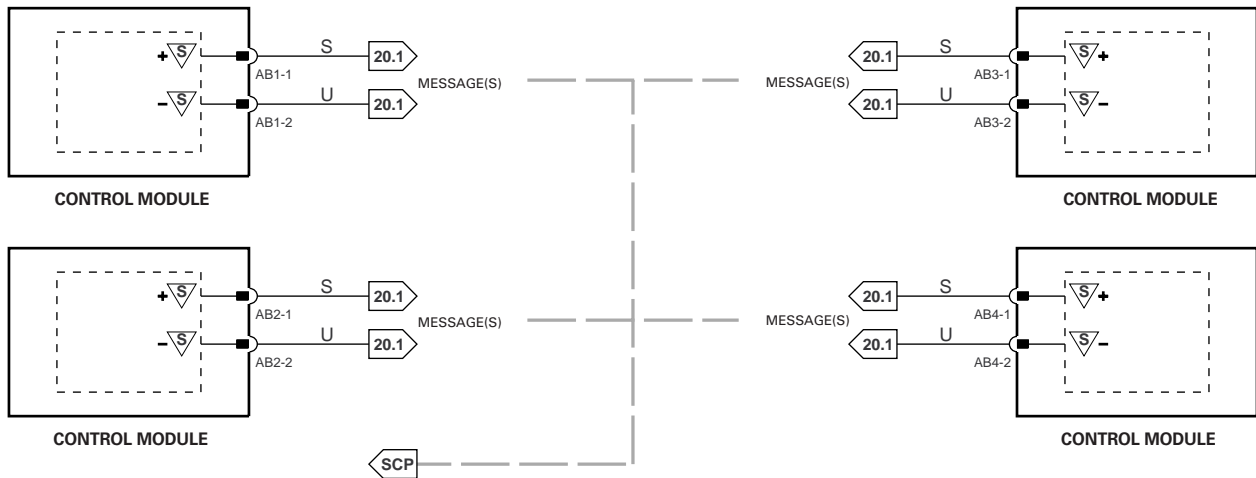 + S S 20.1
AB1-1
MESSAGE(S)
– S U 20.1
AB1-2
CONTROL MODULE
20.1 S S +
AB3-1
MESSAGE(S)
20.1 U S –
AB3-2
CONTROL MODULE
+ S S 20.1
AB2-1
MESSAGE(S)
– S U 20.1
AB2-2
CONTROL MODULE
20.1 S S +
AB4-1
MESSAGE(S)
20.1 U S –
AB4-2
CONTROL MODULE
SCP